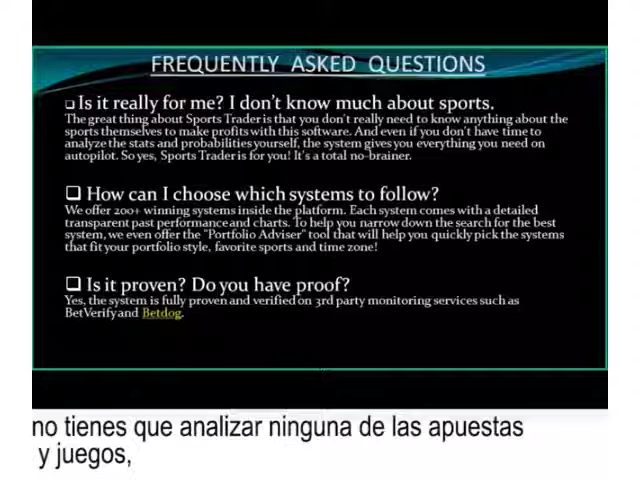 FREQUENTLY ASKED QUESTIONS
❑ Is it really for me? I don't know much about sports.
The great thing about Sports Trader is that you don't really need to know anything about the
sports themselves to make profits with this software. And even if you don't have time to
analyze the stats and probabilities yourself, the system gives you everything you need on
autopilot. So yes, Sports Trader is for you! It's a total no-brainer.
❑ How can I choose which systems to follow?
We offer 200+ winning systems inside the platform. Each system comes with a detailed
transparent past performance and charts. To help you narrow down the search for the best
system, we even offer the "Portfolio Adviser" tool that will help you quickly pick the systems
that fit your portfolio style, favorite sports and time zone!
❑ Is it proven? Do you have proof?
Yes, the system is fully proven and verified on 3rd party monitoring services such as
BetVerify and Betdog.
no tienes que analizar ninguna de las apuestas
y juegos,